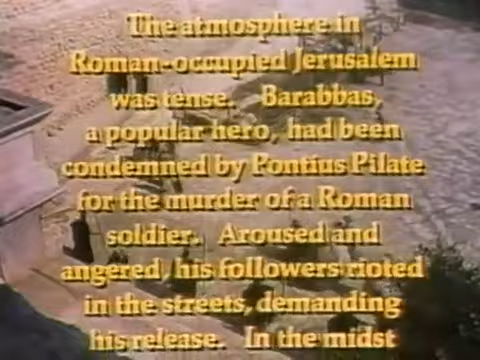 The atmosphere in
Roman-occupied Jerusalem
was tense. Barabbas,
a popular hero, had been
condemned by Pontius Pilate
for the murder of a Roman
soldier. Aroused and
angered, his followers rioted
in the streets, demanding
his release. In the midst